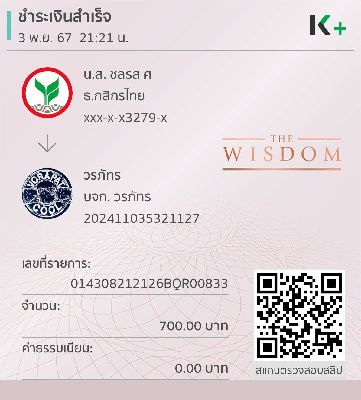 ชำระเงินสำเร็จ
3 พ.ย. 67 21:21 น.
K+
น.ส. ชลรส ศ
ธ.กสิกรไทย
xxx-x-x3279-x
THE
WISDOM
วรภัทร
บจก. วรภัทร
202411035321127
เลขที่รายการ:
014308212126BQR00833
จำนวน:
700.00 บาท
ค่าธรรมเนียม:
0.00 บาท
สแกนตรวจสอบสลิป